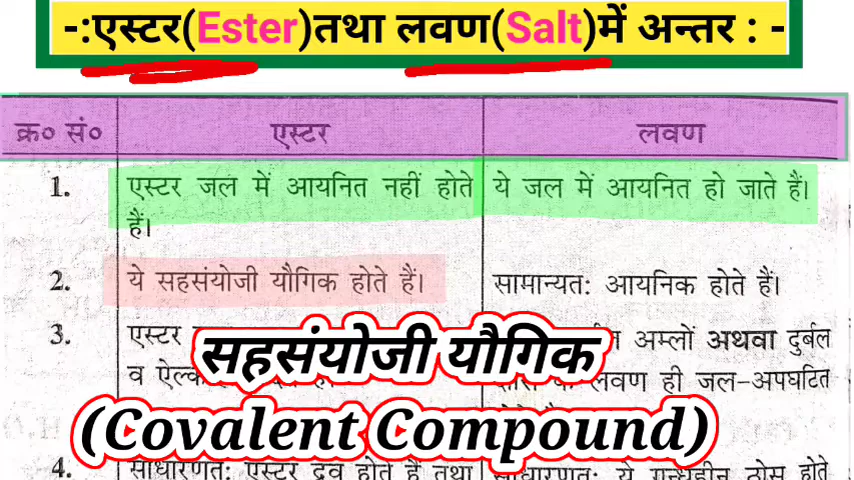 -:एस्टर(Ester)तथा लवण(Salt)में अन्तर : -
क्र० सं० एस्टर लवण
1. एस्टर जल में आयनित नहीं होते ये जल में आयनित हो जाते हैं।
हैं।
2. ये सहसंयोजी यौगिक होते हैं। सामान्यत: आयनिक होते हैं।
3. एस्टर अम्लों अथवा दुर्बल
सहसंयोजी यौगिक
व लवण ही जल-अपघटित
(Covalent Compound)
4. साधारणत: एस्टर द्रव होते हैं तथा साधारणत: ये गन्धहीन ठोस होते